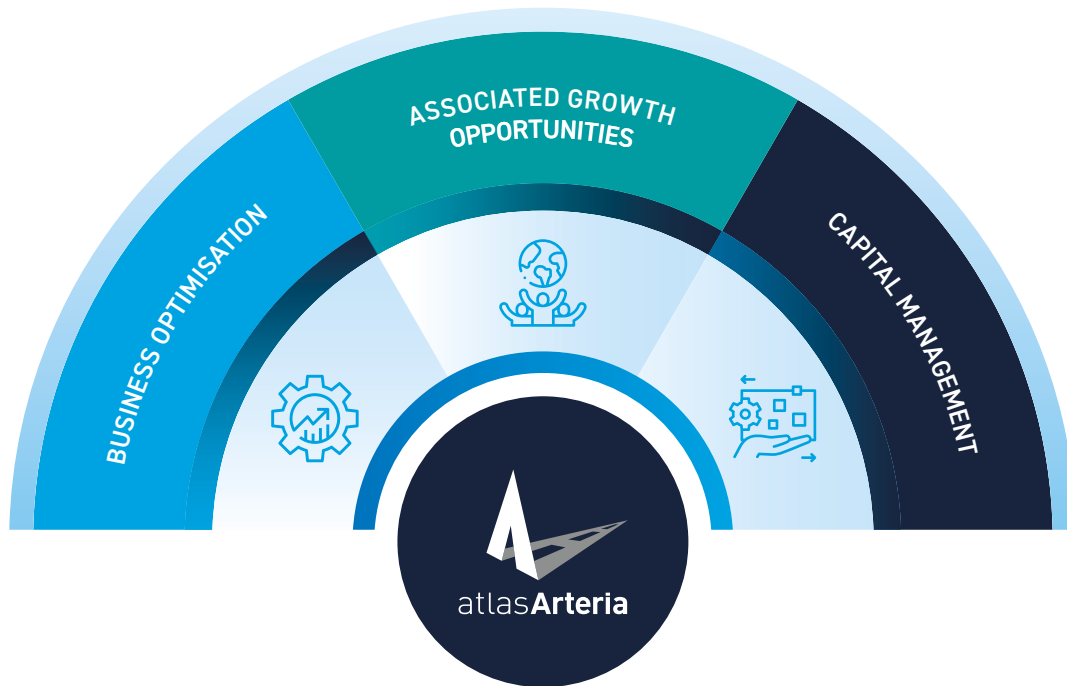 ASSOCIATED GROWTH
OPPORTUNITIES
BUSINESS OPTIMISATION
CAPITAL MANAGEMENT
atlasArteria